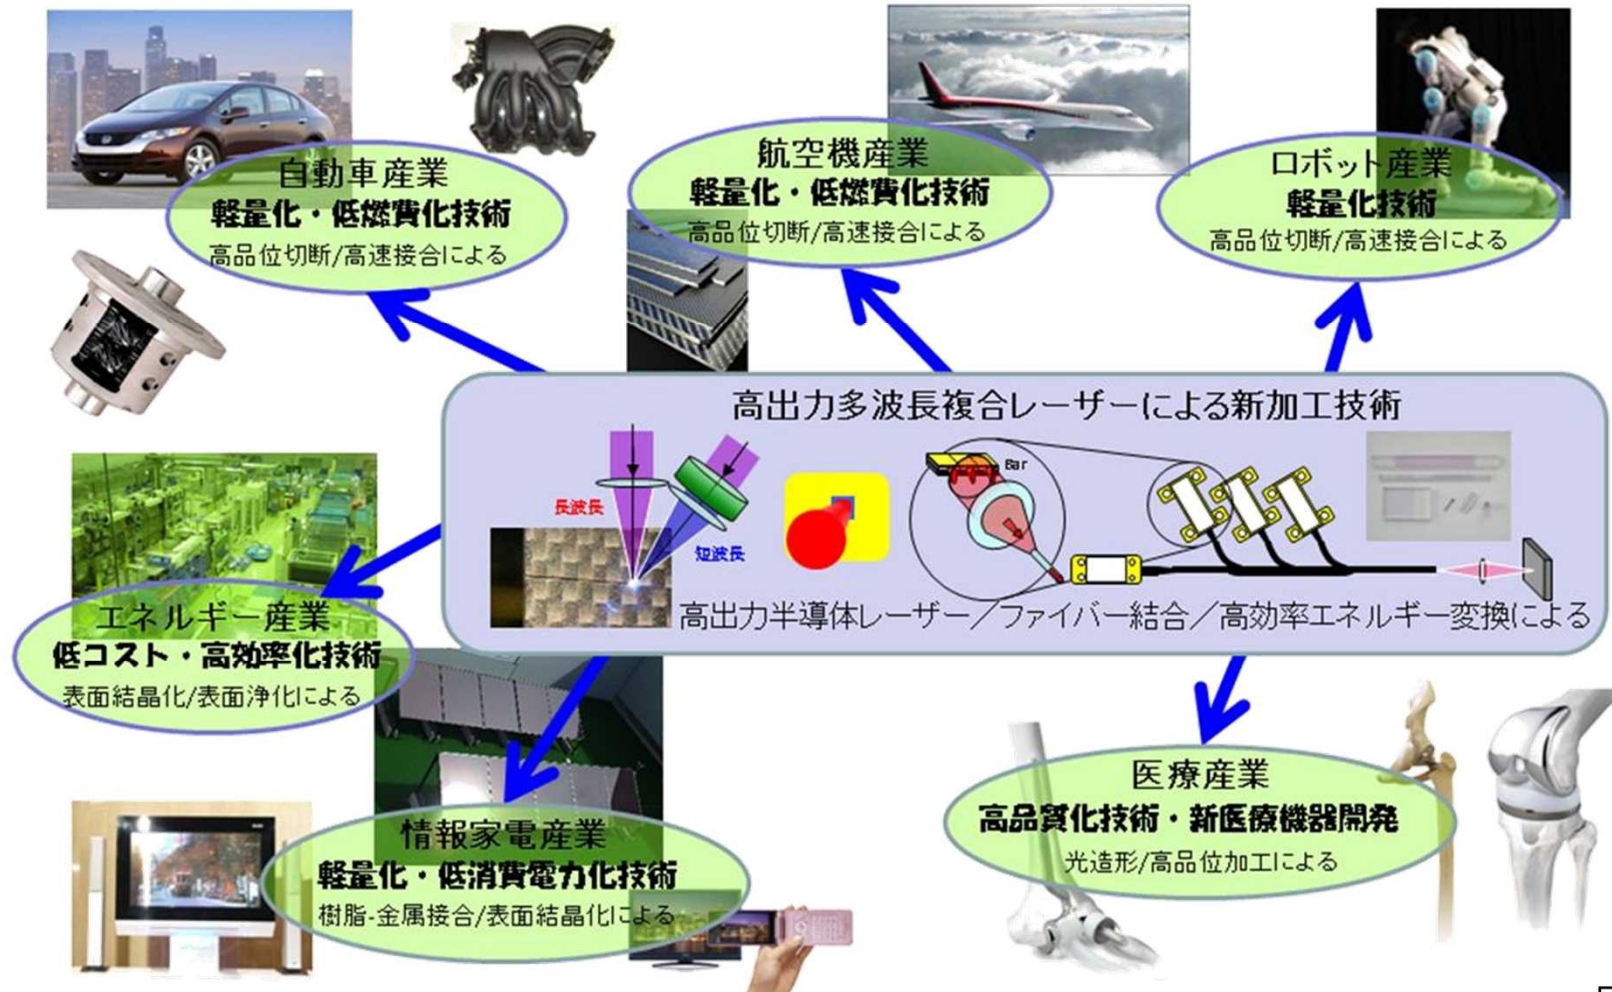 自動車産業
軽量化・低燃費化技術
高品位切断/高速接合による
航空機産業
軽量化・低燃費化技術
高品位切断/高速接合による
ロボット産業
軽量化技術
高品位切断/高速接合による
高出力多波長複合レーザーによる新加工技術
長波長
短波長
Bar
高出力半導体レーザー／ファイバー結合／高効率エネルギー変換による
エネルギー産業
低コスト・高効率化技術
表面結晶化/表面浄化による
情報家電産業
軽量化・低消費電力化技術
樹脂-金属接合/表面結晶化による
医療産業
高品質化技術・新医療機器開発
光造形/高品位加工による